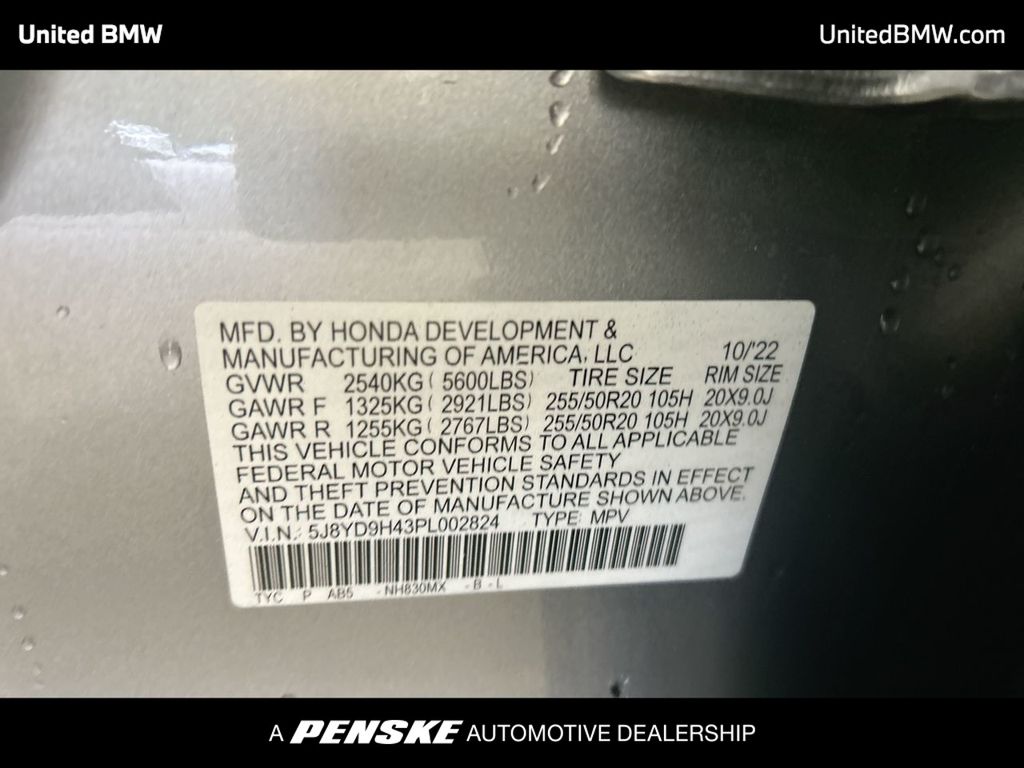 United BMW
UnitedBMW.com
MFD. BY HONDA DEVELOPMENT &
MANUFACTURING OF AMERICA, LLC 10/'22
GVWR 2540KG ( 5600LBS) TIRE SIZE RIM SIZE
GAWR F 1325KG ( 2921LBS) 255/50R20 105H 20X9.0J
GAWR R 1255KG ( 2767LBS) 255/50R20 105H 20X9.0J
THIS VEHICLE CONFORMS TO ALL APPLICABLE
FEDERAL MOTOR VEHICLE SAFETY
AND THEFT PREVENTION STANDARDS IN EFFECT
ON THE DATE OF MANUFACTURE SHOWN ABOVE.
V.I.N.: 5J8YD9H43PL002824 TYPE: MPV
TYC P AB5 -NH830MX -B-L
A PENSKE AUTOMOTIVE DEALERSHIP